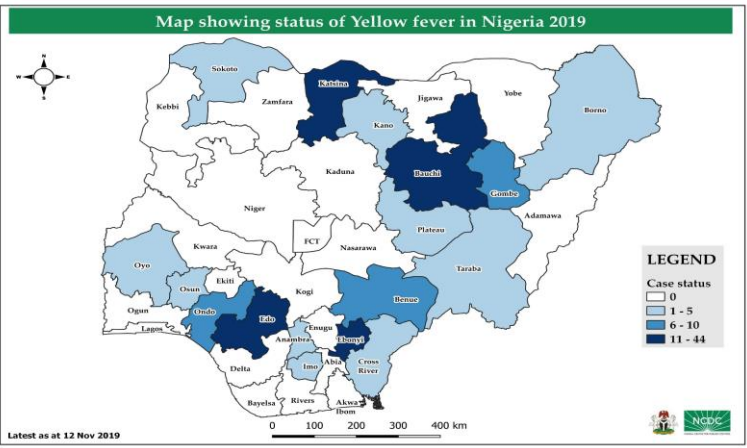 Map showing status of Yellow fever in Nigeria 2019
N
W
E
S
Sokoto
Katsina
Kebbi
Zamfara
Jigawa
Yobe
Borno
Kano
Kaduna
Bauchi
Gombe
Niger
Adamawa
Plateau
FCT
Nasarawa
Kwara
Taraba
Oyo
Osun
Ekiti
Kogi
Benue
Ogun
Ondo
Edo
Lagos
Enugu
Ebonyi
Anambra
Cross
River
Imo
Abia
Delta
Bayelsa
Rivers
Akwa
Ibom
LEGEND
Case status
0
1 - 5
6 - 10
11 - 44
0 100 200 300 400 km
Latest as at 12 Nov 2019
NCDC